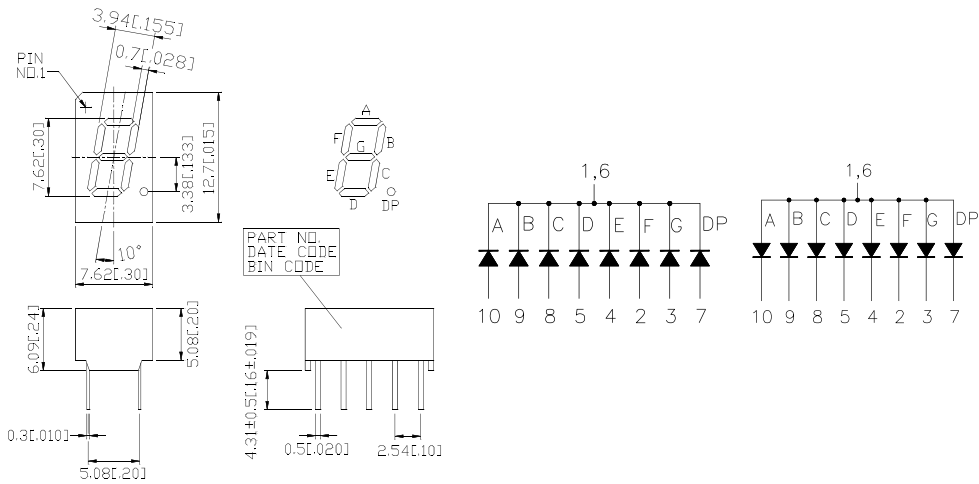 3.94[.155]
0.7[.028]
PIN
NO.1
7.62[.30]
3.38[.133]
12.7[.015]
10°
7.62[.30]
A
F
B
G
E
C
D
DP
PART NO.
DATE CODE
BIN CODE
6.09[.24]
5.08[.20]
0.3[.010]
5.08[.20]
4.31±0.5[.16±.019]
0.5[.020]
2.54[.10]
1,6
A B C D E F G DP
10 9 8 5 4 2 3 7
1,6
A B C D E F G DP
10 9 8 5 4 2 3 7